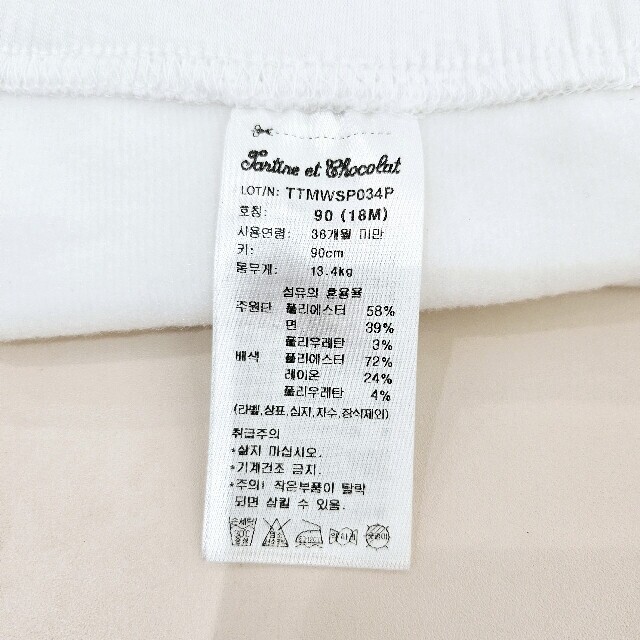 Tartine et Chocolat
LOT/N: TTMWSP034P
호칭: 90 (18M)
사용연령: 36개월 미만
키: 90cm
몸무게: 13.4kg
섬유의 혼용율
주원단 폴리에스터 58%
면 39%
폴리우레탄 3%
배색 폴리에스터 72%
레이온 24%
폴리우레탄 4%
(라벨,상표,심지,자수,장식제외)
취급주의
*삶지 마십시오.
*기계건조 금지.
*주의! 작은부품이 탈락
되면 삼킬 수 있음.